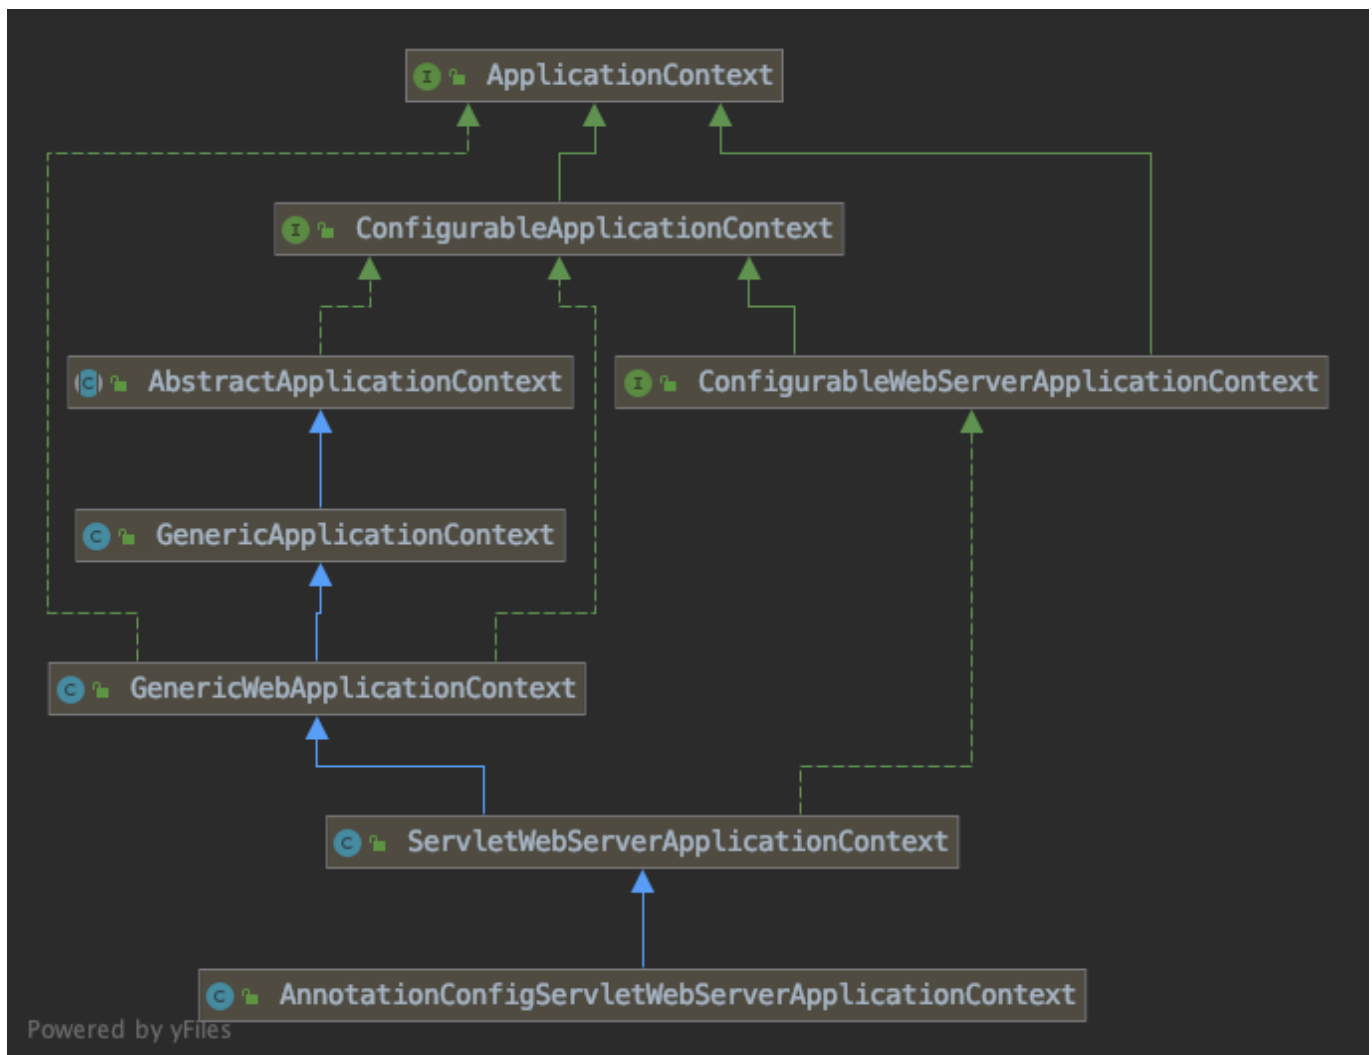 I ApplicationContext
I ConfigurableApplicationContext
C AbstractApplicationContext
I ConfigurableWebServerApplicationContext
C GenericApplicationContext
C GenericWebApplicationContext
C ServletWebServerApplicationContext
C AnnotationConfigServletWebServerApplicationContext
Powered by yFiles